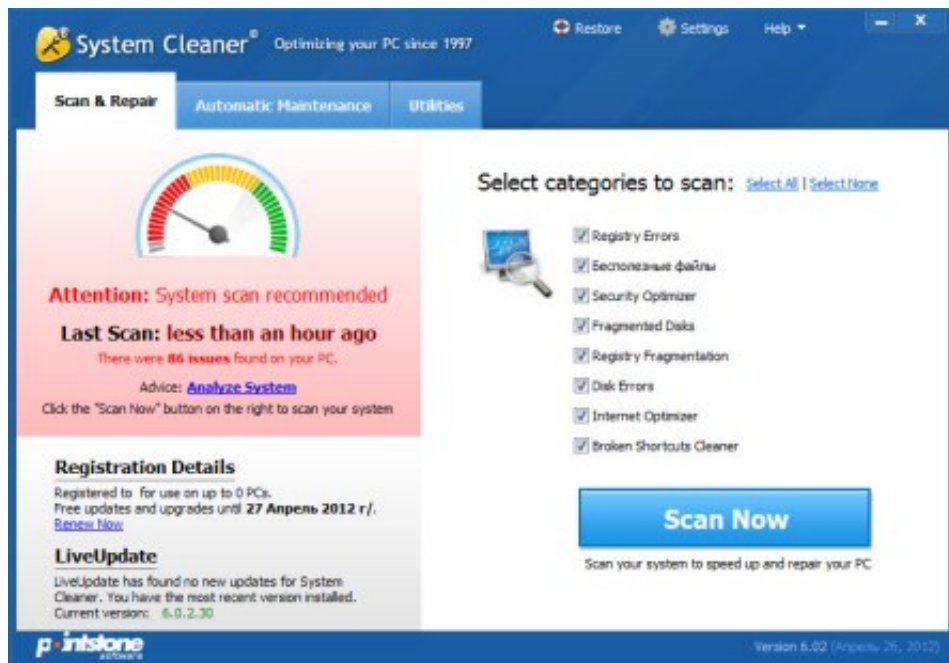 System Cleaner® Optimizing your PC since 1997
Restore Settings Help
Scan & Repair Automatic Maintenance Utilities
Select categories to scan: Select All | Select None
Registry Errors
Бесполезные файлы
Security Optimizer
Fragmented Disks
Registry Fragmentation
Disk Errors
Internet Optimizer
Broken Shortcuts Cleaner
Scan Now
Scan your system to speed up and repair your PC
Attention: System scan recommended
Last Scan: less than an hour ago
There were 86 issues found on your PC.
Advice: Analyze System
Click the "Scan Now" button on the right to scan your system
Registration Details
Registered to for use on up to 0 PCs.
Free updates and upgrades until 27 Апрель 2012 г/.
Renew Now
LiveUpdate
LiveUpdate has found no new updates for System
Cleaner. You have the most recent version installed.
Current version: 6.0.2.30
pointstone
software
Version 6.02 (Апрель 26, 2012)